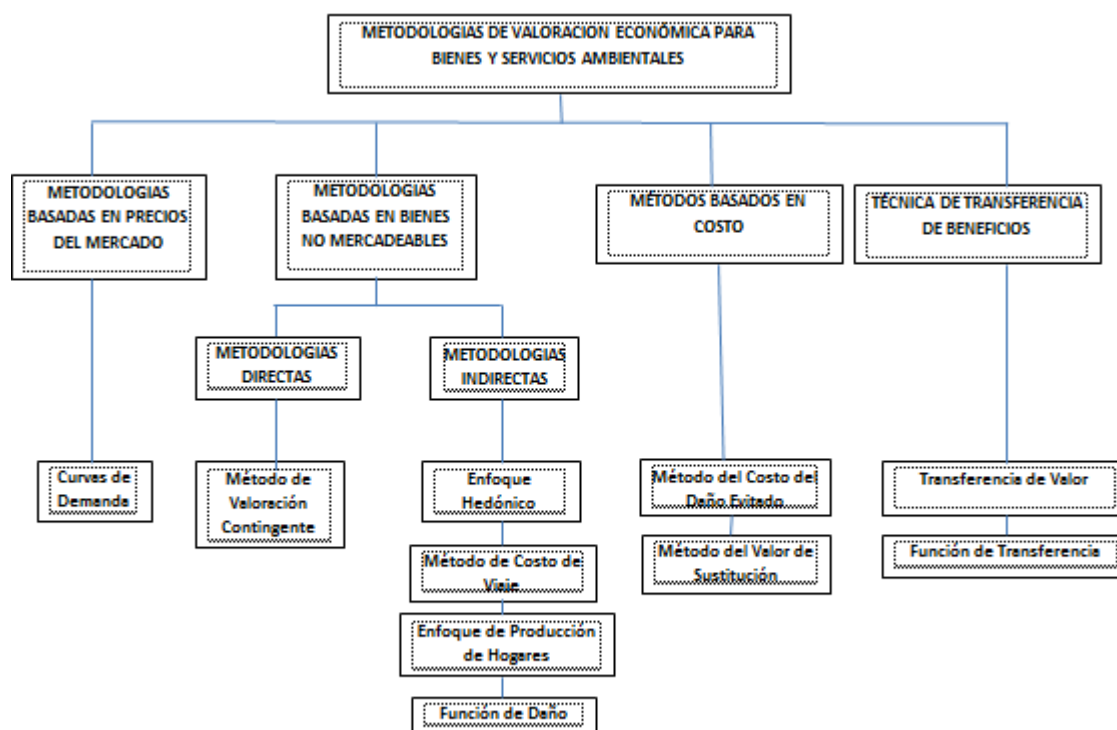 METODOLOGIAS DE VALORACION ECONÓMICA PARA
BIENES Y SERVICIOS AMBIENTALES
METODOLOGIAS
BASADAS EN PRECIOS
DEL MERCADO
METODOLOGIAS
BASADAS EN BIENES
NO MERCADEABLES
MÉTODOS BASADOS EN
COSTO
TÉCNICA DE TRANSFERENCIA
DE BENEFICIOS
METODOLOGIAS
DIRECTAS
METODOLOGIAS
INDIRECTAS
Curvas de
Demanda
Método de
Valoración
Contingente
Enfoque
Hedónico
Método de Costo de
Viaje
Enfoque de Producción
de Hogares
Función de Daño
Método del Costo del
Daño Evitado
Método del Valor de
Sustitución
Transferencia de Valor
Función de Transferencia